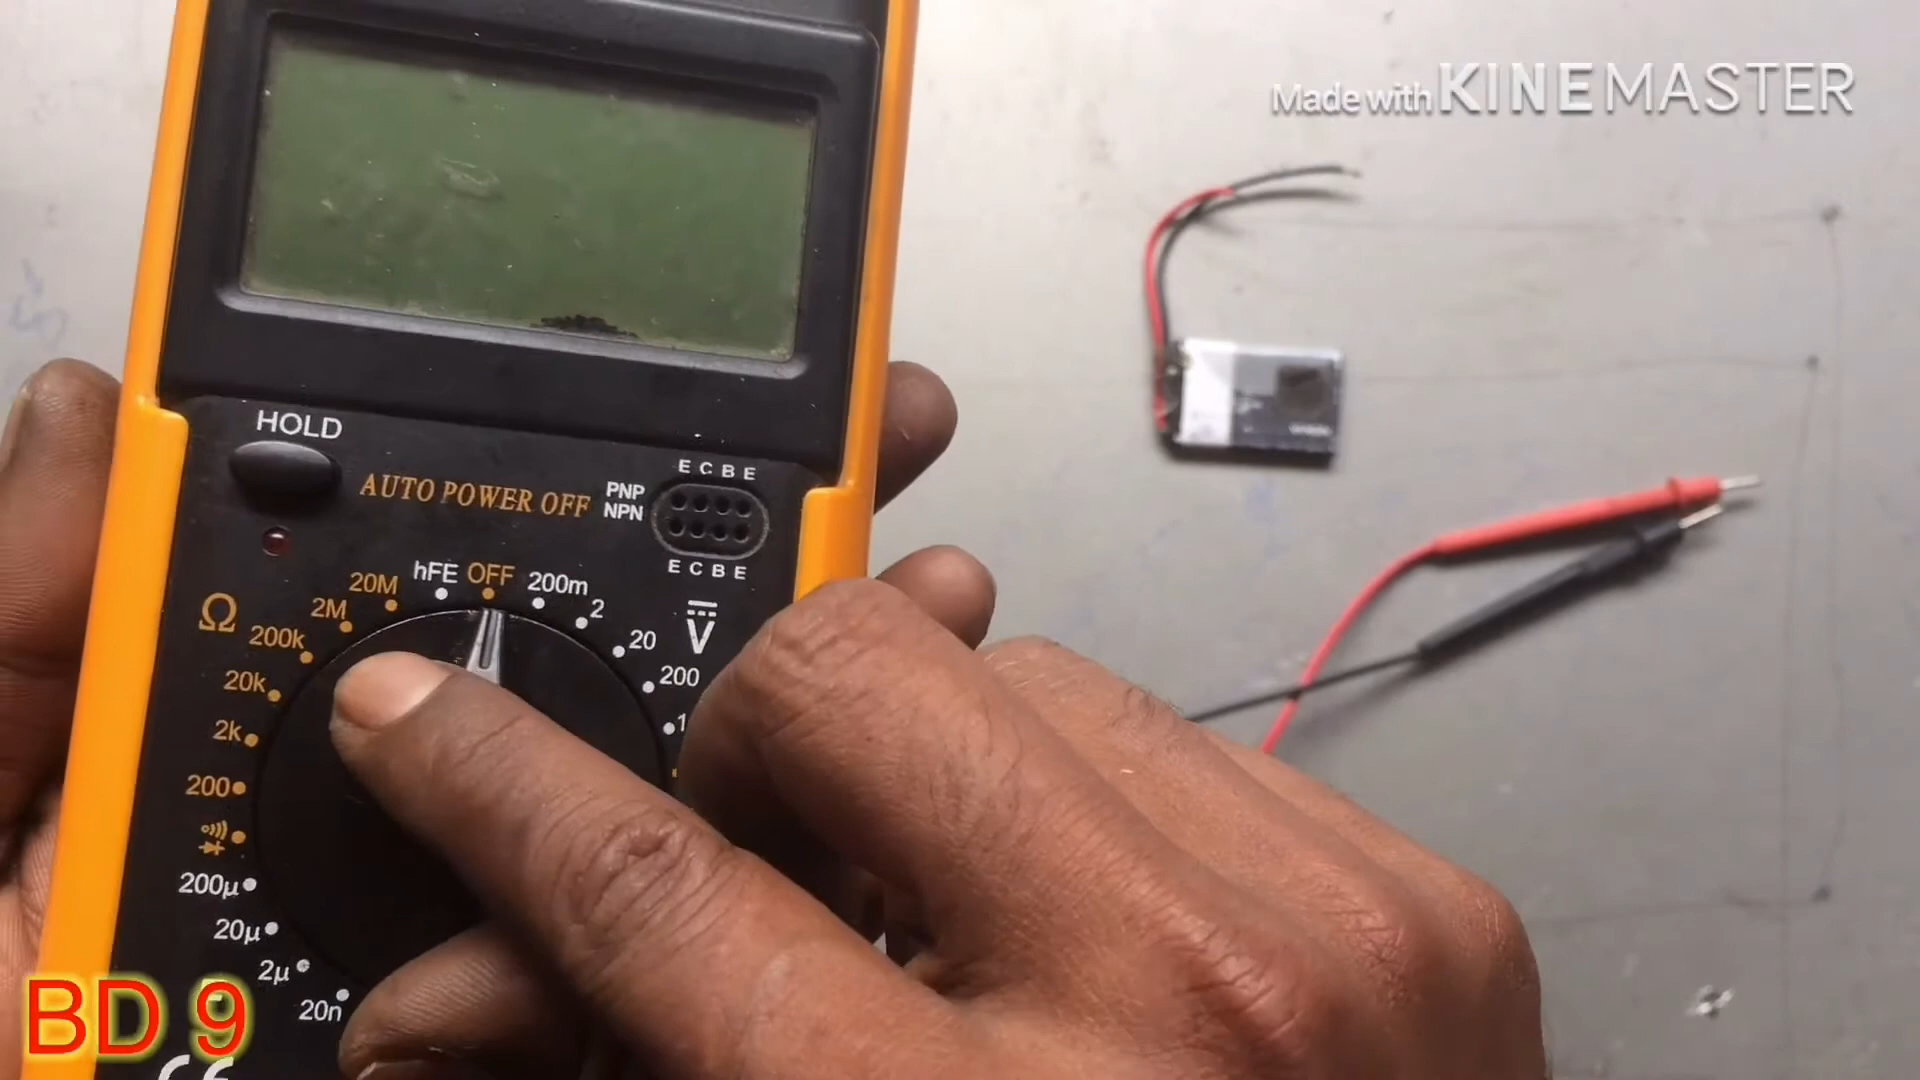 Made with KINEMASTER
HOLD
AUTO POWER OFF
E C B E
PNP
NPN
E C B E
Ω
20M
hFE
OFF
200m
2M
2
200k
20
V
20k
200
2k
200
200µ
20µ
2µ
20n
BD 9
CE